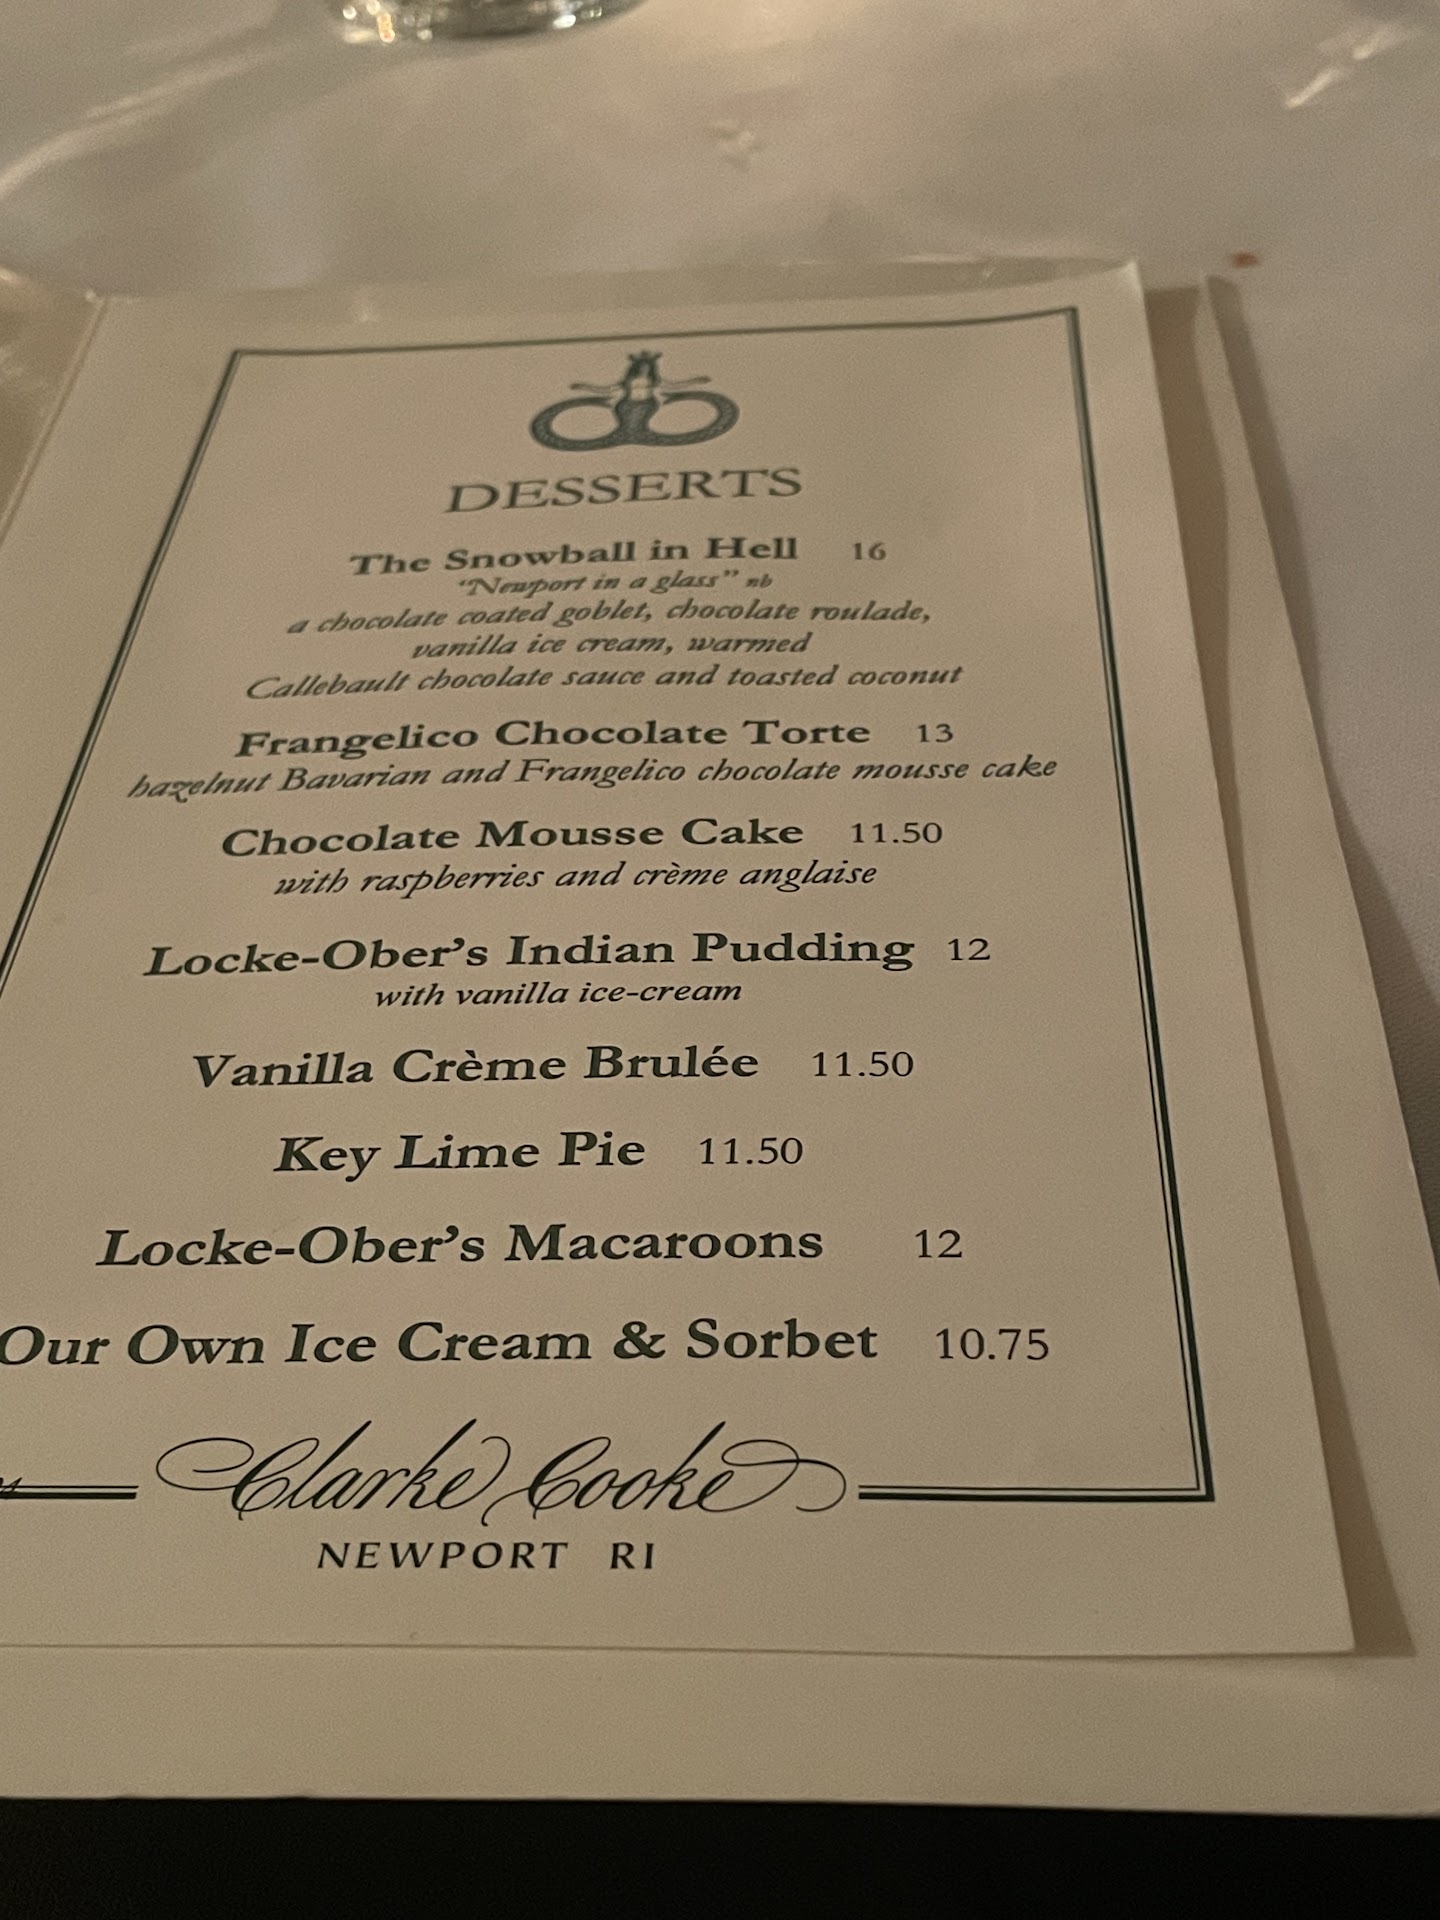 DESSERTS
The Snowball in Hell 16
"Newport in a glass" nb
a chocolate coated goblet, chocolate roulade,
vanilla ice cream, warmed
Callebault chocolate sauce and toasted coconut
Frangelico Chocolate Torte 13
hazelnut Bavarian and Frangelico chocolate mousse cake
Chocolate Mousse Cake 11.50
with raspberries and crème anglaise
Locke-Ober's Indian Pudding 12
with vanilla ice-cream
Vanilla Crème Brulée 11.50
Key Lime Pie 11.50
Locke-Ober's Macaroons 12
Our Own Ice Cream & Sorbet 10.75
Clarke Cooke
NEWPORT RI